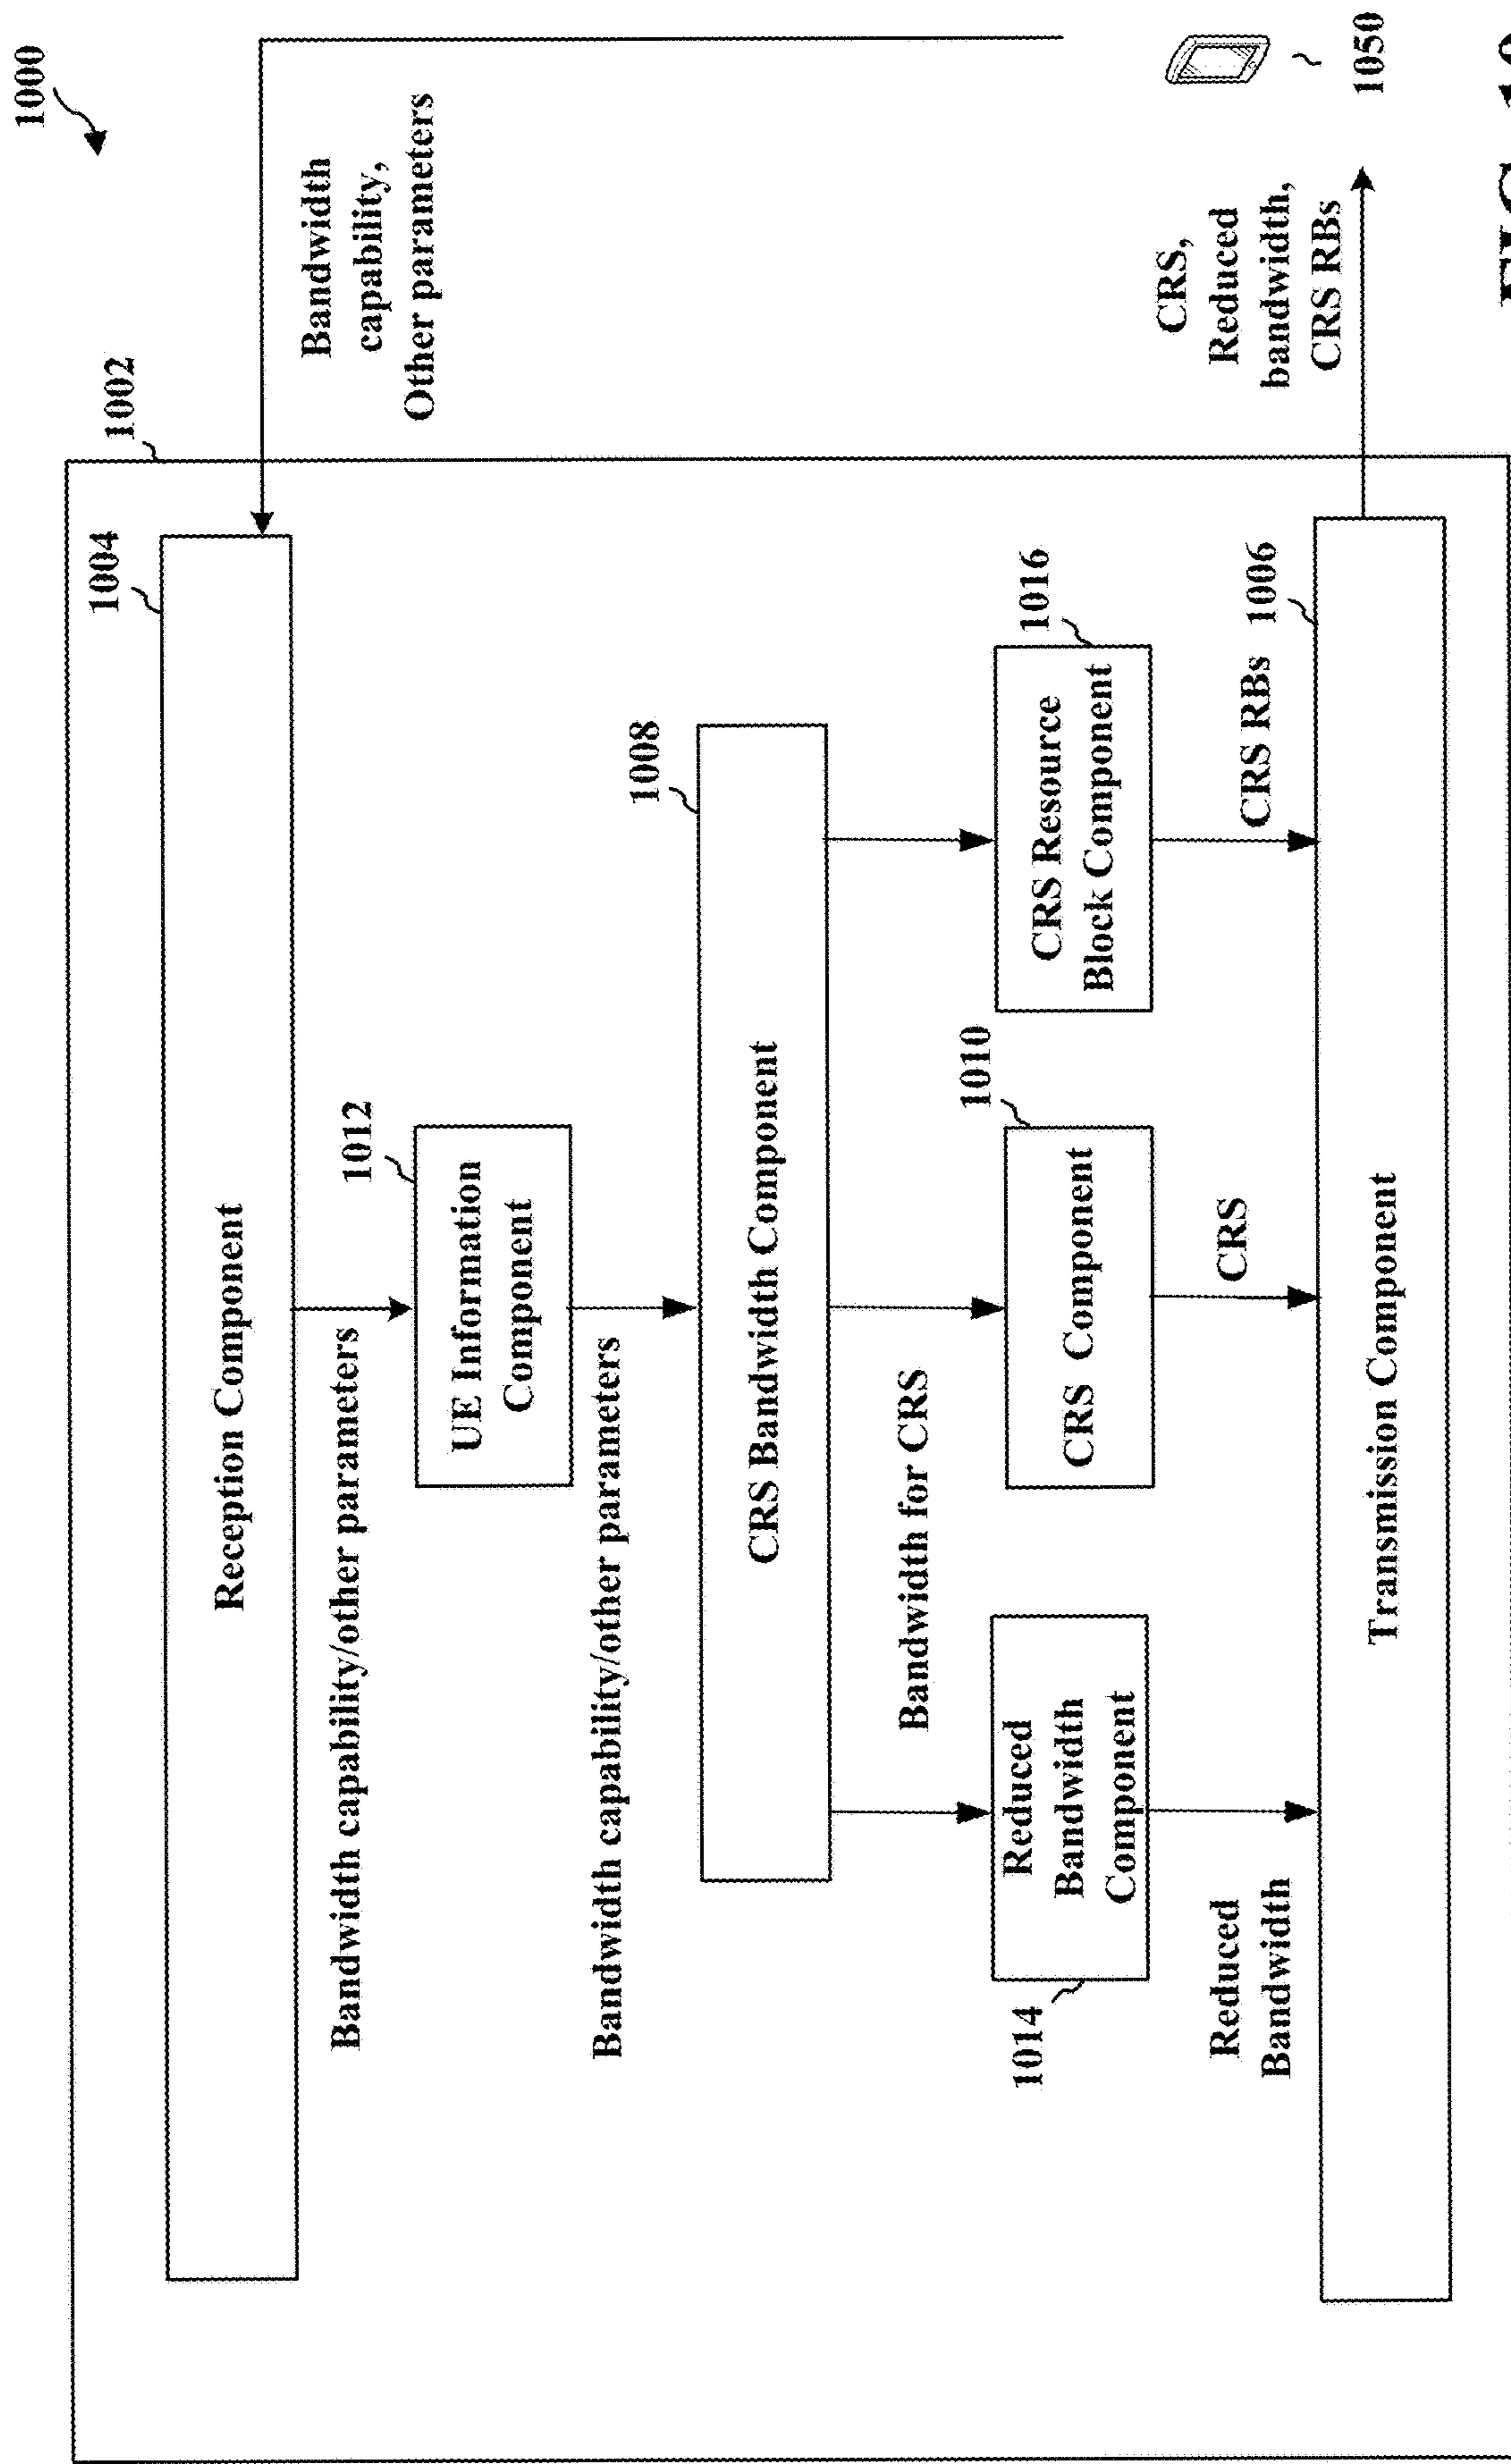 1000
1002
1004
Reception Component
Bandwidth
capability,
Other parameters
Bandwidth capability/other parameters
1012
UE Information
Component
Bandwidth capability/other parameters
1008
CRS Bandwidth Component
Bandwidth for CRS
1014
Reduced
Bandwidth
Component
1010
CRS Component
1016
CRS Resource
Block Component
Reduced
Bandwidth
CRS
CRS RBs
1006
Transmission Component
CRS,
Reduced
bandwidth,
CRS RBs
1050